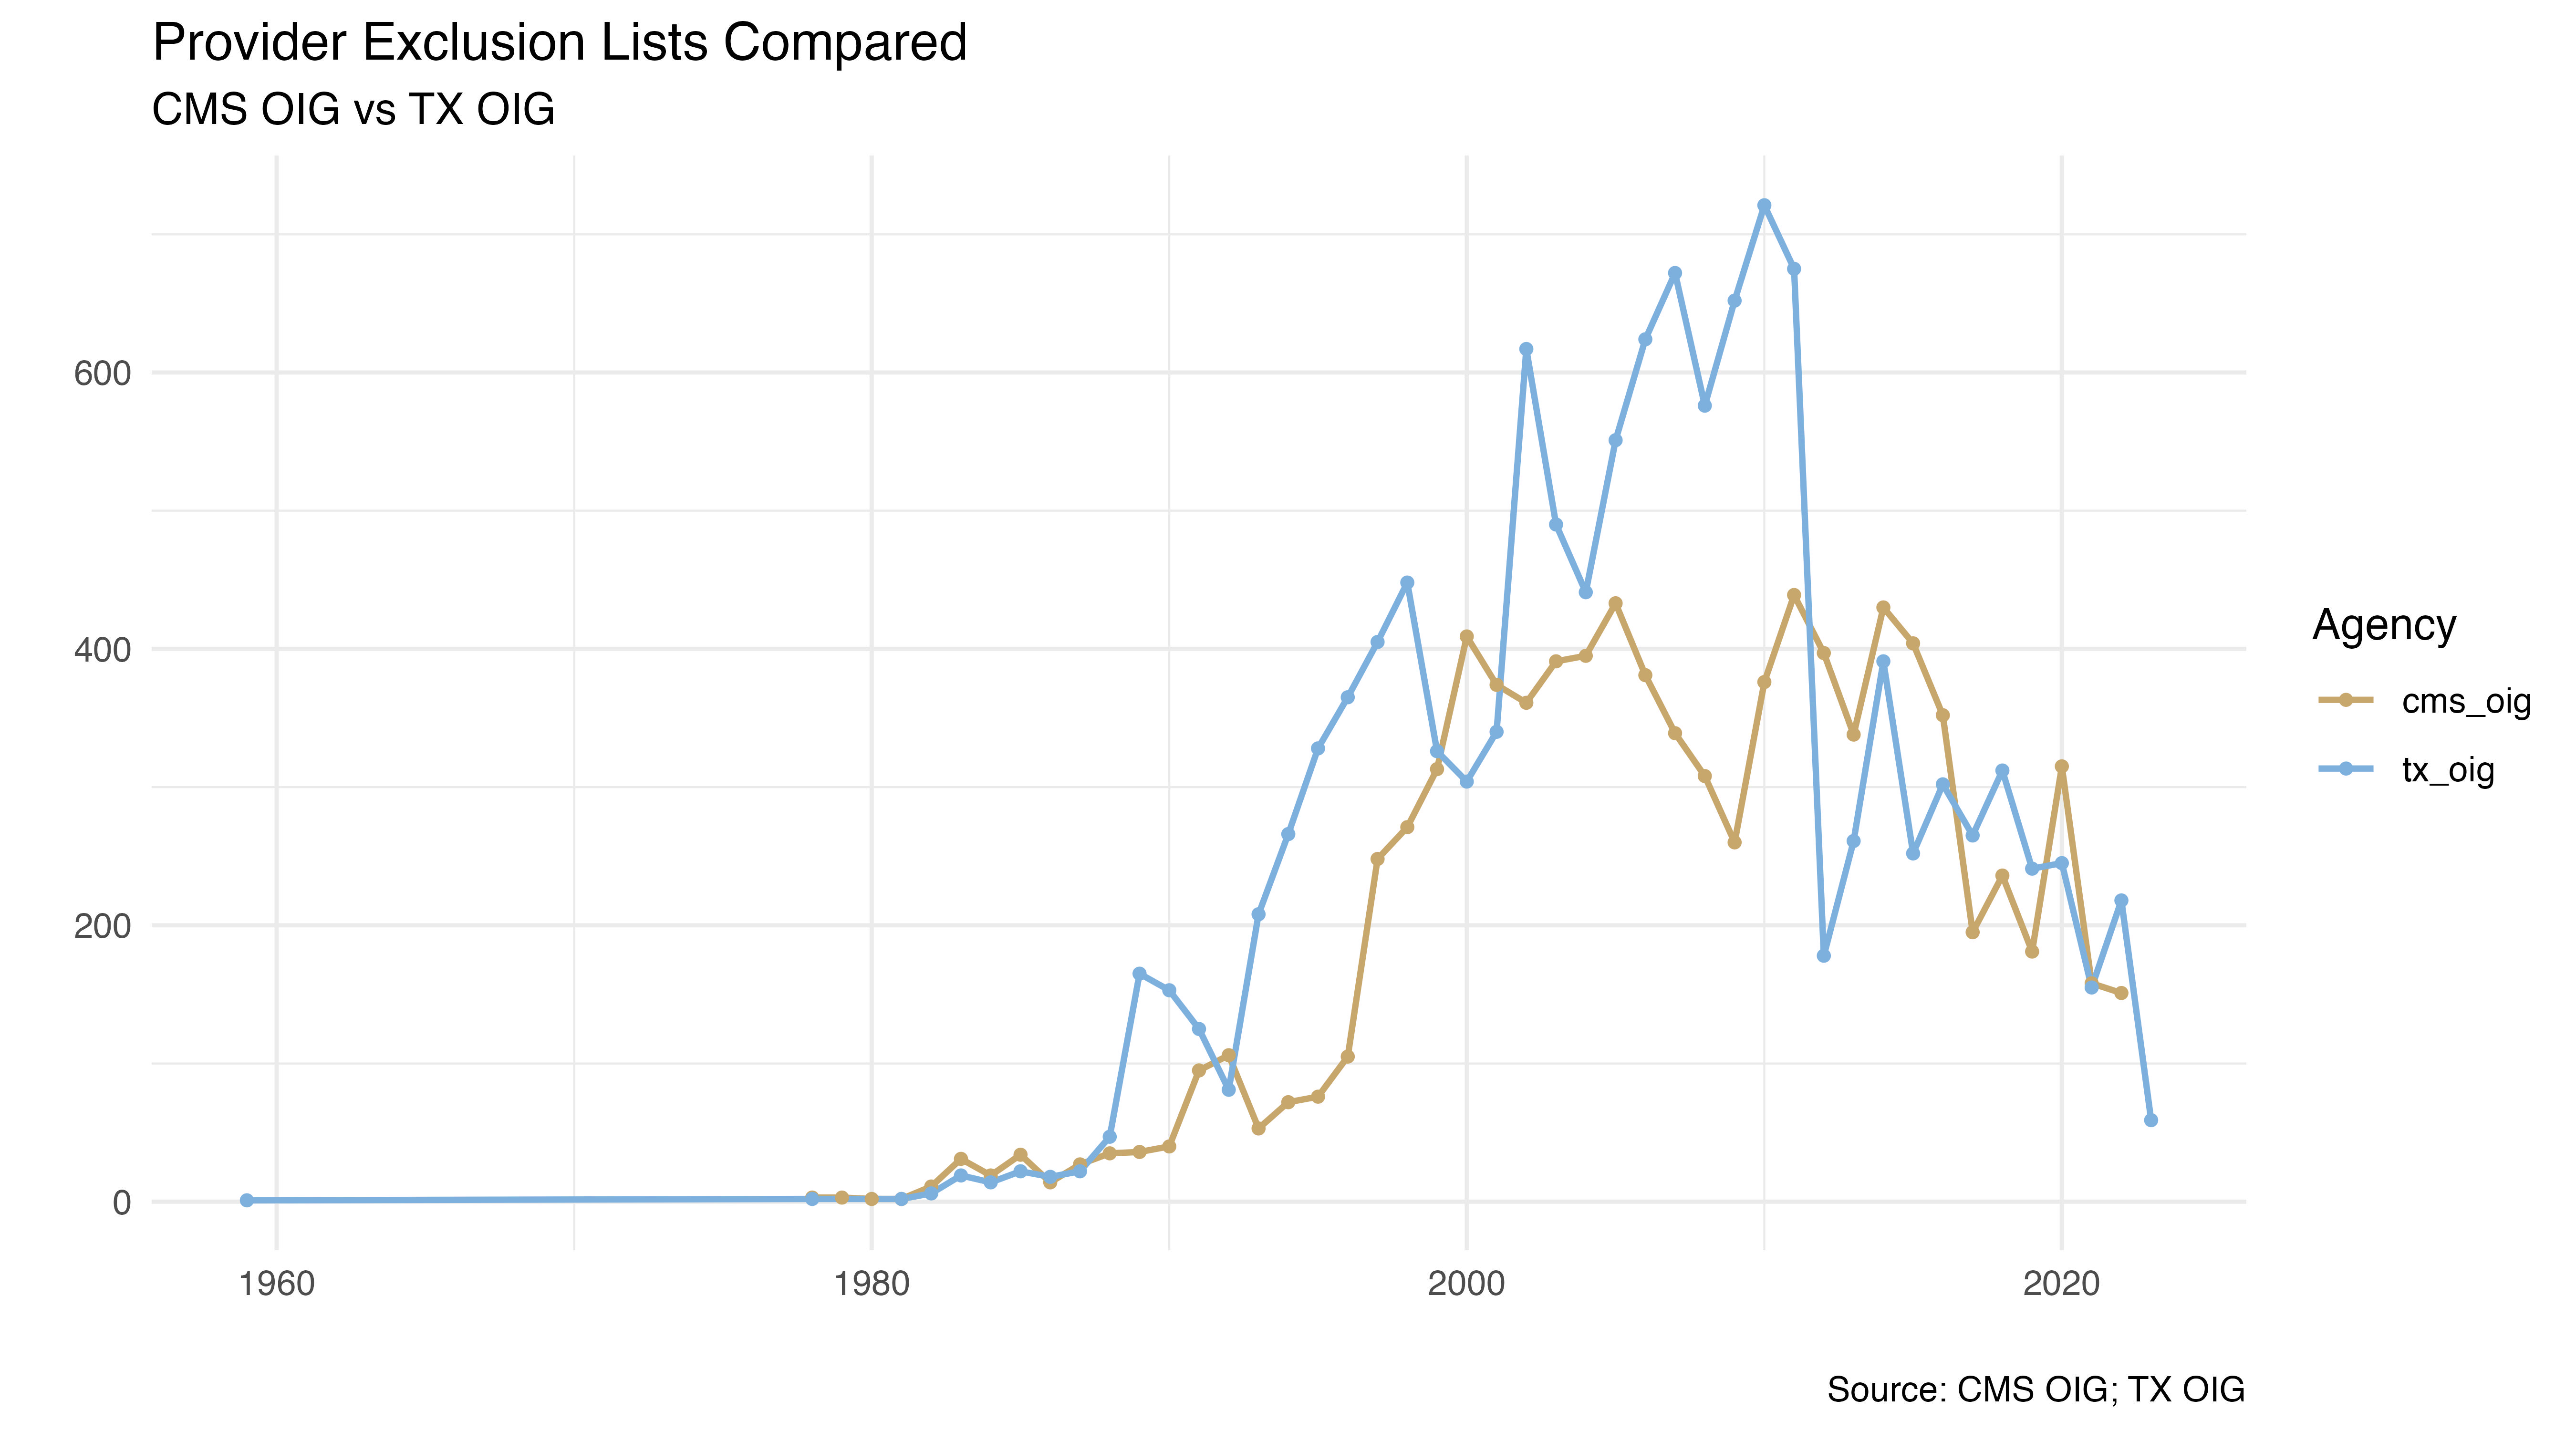 Provider Exclusion Lists Compared
CMS OIG vs TX OIG
600
400
200
0
1960
1980
2000
2020
Agency
cms_oig
tx_oig
Source: CMS OIG; TX OIG